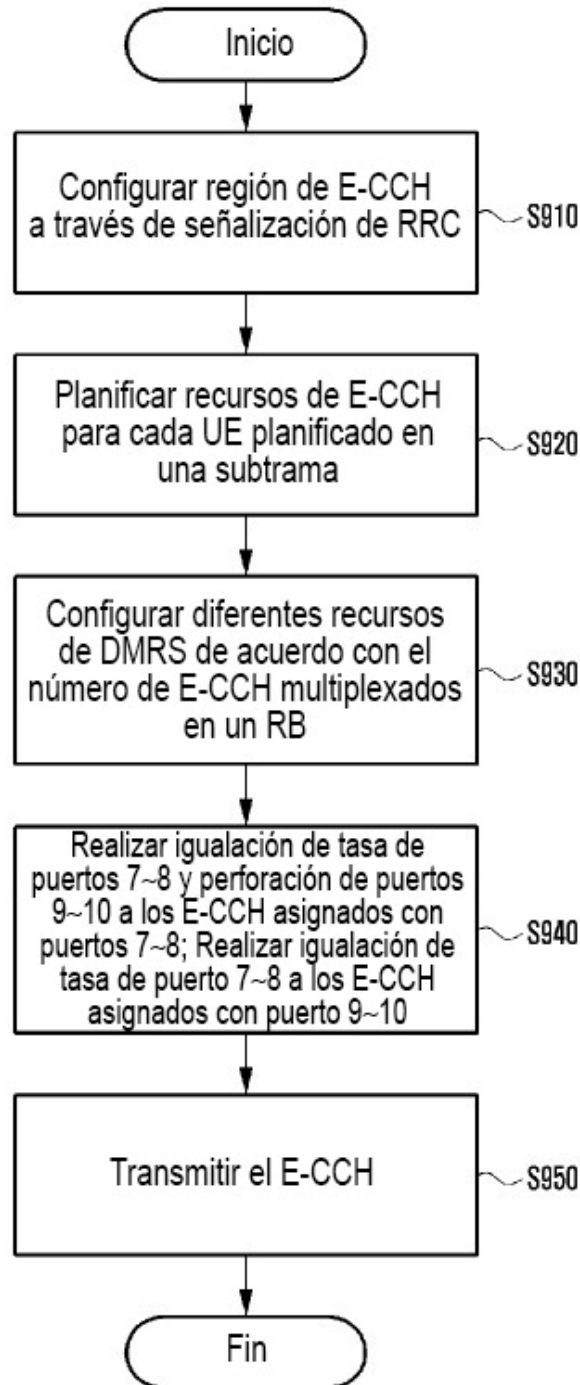 Inicio
Configurar región de E-CCH
a través de señalización de RRC
S910
Planificar recursos de E-CCH
para cada UE planificado en
una subtrama
S920
Configurar diferentes recursos
de DMRS de acuerdo con el
número de E-CCH multiplexados
en un RB
S930
Realizar igualación de tasa de
puertos 7~8 y perforación de puertos
9~10 a los E-CCH asignados con
puertos 7~8; Realizar igualación de
tasa de puerto 7~8 a los E-CCH
asignados con puerto 9~10
S940
Transmitir el E-CCH
S950
Fin